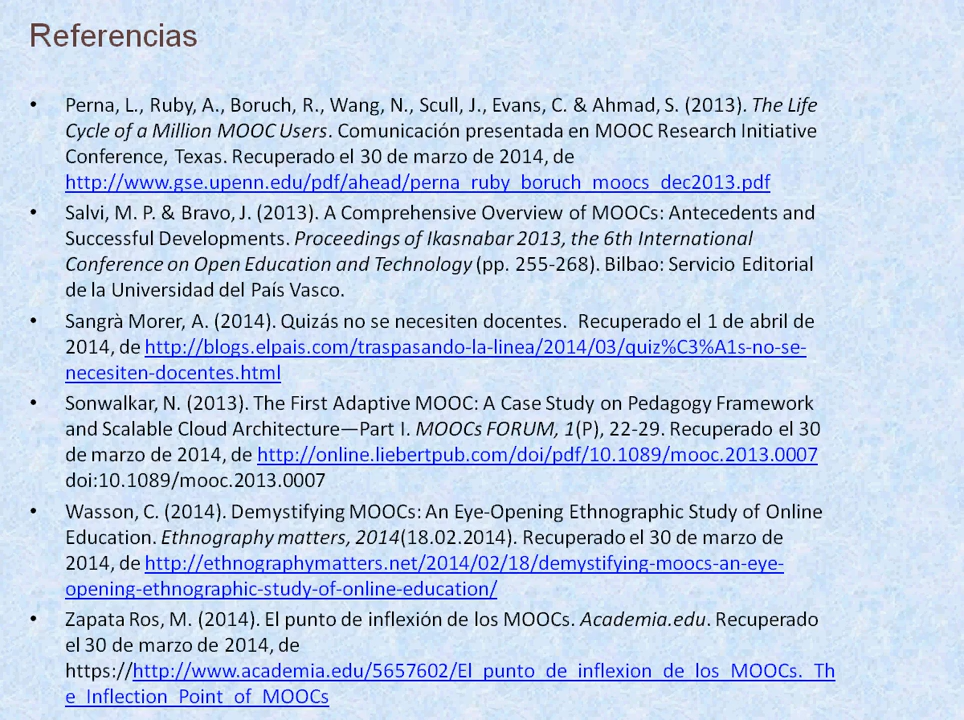 Referencias
• Perna, L., Ruby, A., Boruch, R., Wang, N., Scull, J., Evans, C. & Ahmad, S. (2013). The Life
Cycle of a Million MOOC Users. Comunicación presentada en MOOC Research Initiative
Conference, Texas. Recuperado el 30 de marzo de 2014, de
http://www.gse.upenn.edu/pdf/ahead/perna_ruby_boruch_moocs_dec2013.pdf
• Salvi, M. P. & Bravo, J. (2013). A Comprehensive Overview of MOOCs: Antecedents and
Successful Developments. Proceedings of Ikasnabar 2013, the 6th International
Conference on Open Education and Technology (pp. 255-268). Bilbao: Servicio Editorial
de la Universidad del País Vasco.
• Sangrà Morer, A. (2014). Quizás no se necesiten docentes. Recuperado el 1 de abril de
2014, de http://blogs.elpais.com/traspasando-la-linea/2014/03/quiz%C3%A1s-no-se-
necesiten-docentes.html
• Sonwalkar, N. (2013). The First Adaptive MOOC: A Case Study on Pedagogy Framework
and Scalable Cloud Architecture—Part I. MOOCs FORUM, 1(P), 22-29. Recuperado el 30
de marzo de 2014, de http://online.liebertpub.com/doi/pdf/10.1089/mooc.2013.0007
doi:10.1089/mooc.2013.0007
• Wasson, C. (2014). Demystifying MOOCs: An Eye-Opening Ethnographic Study of Online
Education. Ethnography matters, 2014(18.02.2014). Recuperado el 30 de marzo de
2014, de http://ethnographymatters.net/2014/02/18/demystifying-moocs-an-eye-
opening-ethnographic-study-of-online-education/
• Zapata Ros, M. (2014). El punto de inflexión de los MOOCs. Academia.edu. Recuperado
el 30 de marzo de 2014, de
https://http://www.academia.edu/5657602/El_punto_de_inflexion_de_los_MOOCs._Th
e_Inflection_Point_of_MOOCs